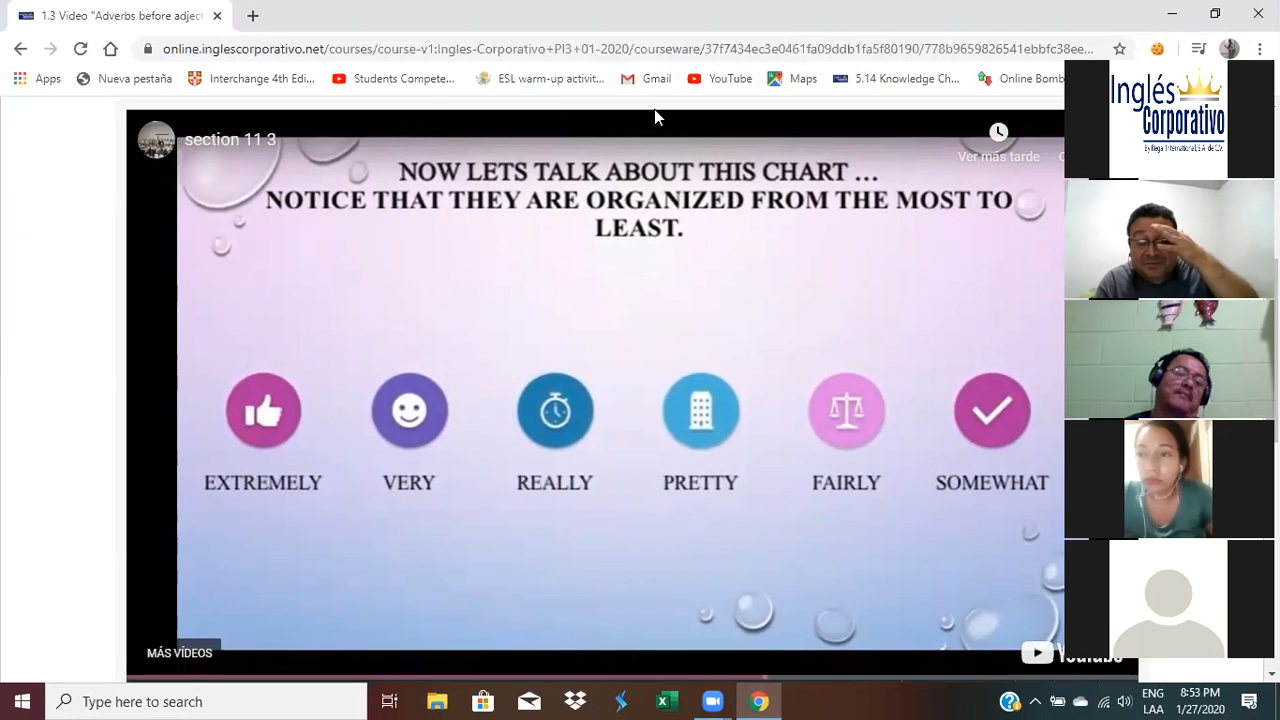 1.3 Video "Adverbs before adject
online.inglescorporativo.net/courses/course-v1:Ingles-Corporativo+PI3+01-2020/courseware/37f7434ec3e0461fa09ddb1fa5f80190/778b9659826541ebbfc38ee...
Apps
Nueva pestaña
Interchange 4th Edi...
Students Compete...
ESL warm-up activit...
Gmail
YouTube
Maps
5.14 Knowledge Ch...
Online Bomb
Inglés
Corporativo
section 11 3
Ver más tarde
NOW LETS TALK ABOUT THIS CHART ...
NOTICE THAT THEY ARE ORGANIZED FROM THE MOST TO
LEAST.
EXTREMELY
VERY
REALLY
PRETTY
FAIRLY
SOMEWHAT
MÁS VÍDEOS
YouTube
Type here to search
ENG
LAA
8:53 PM
1/27/2020